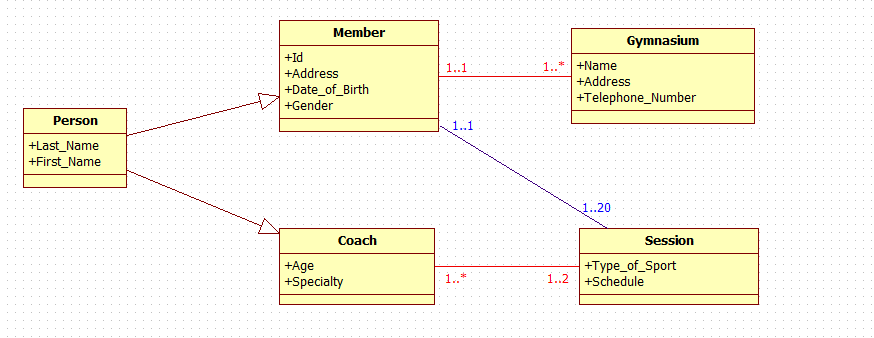 Member
+Id
+Address
+Date_of_Birth
+Gender
Gymnasium
+Name
+Address
+Telephone_Number
1..1
1..*
Person
+Last_Name
+First_Name
1..1
1..20
Coach
+Age
+Specialty
Session
+Type_of_Sport
+Schedule
1..*
1..2